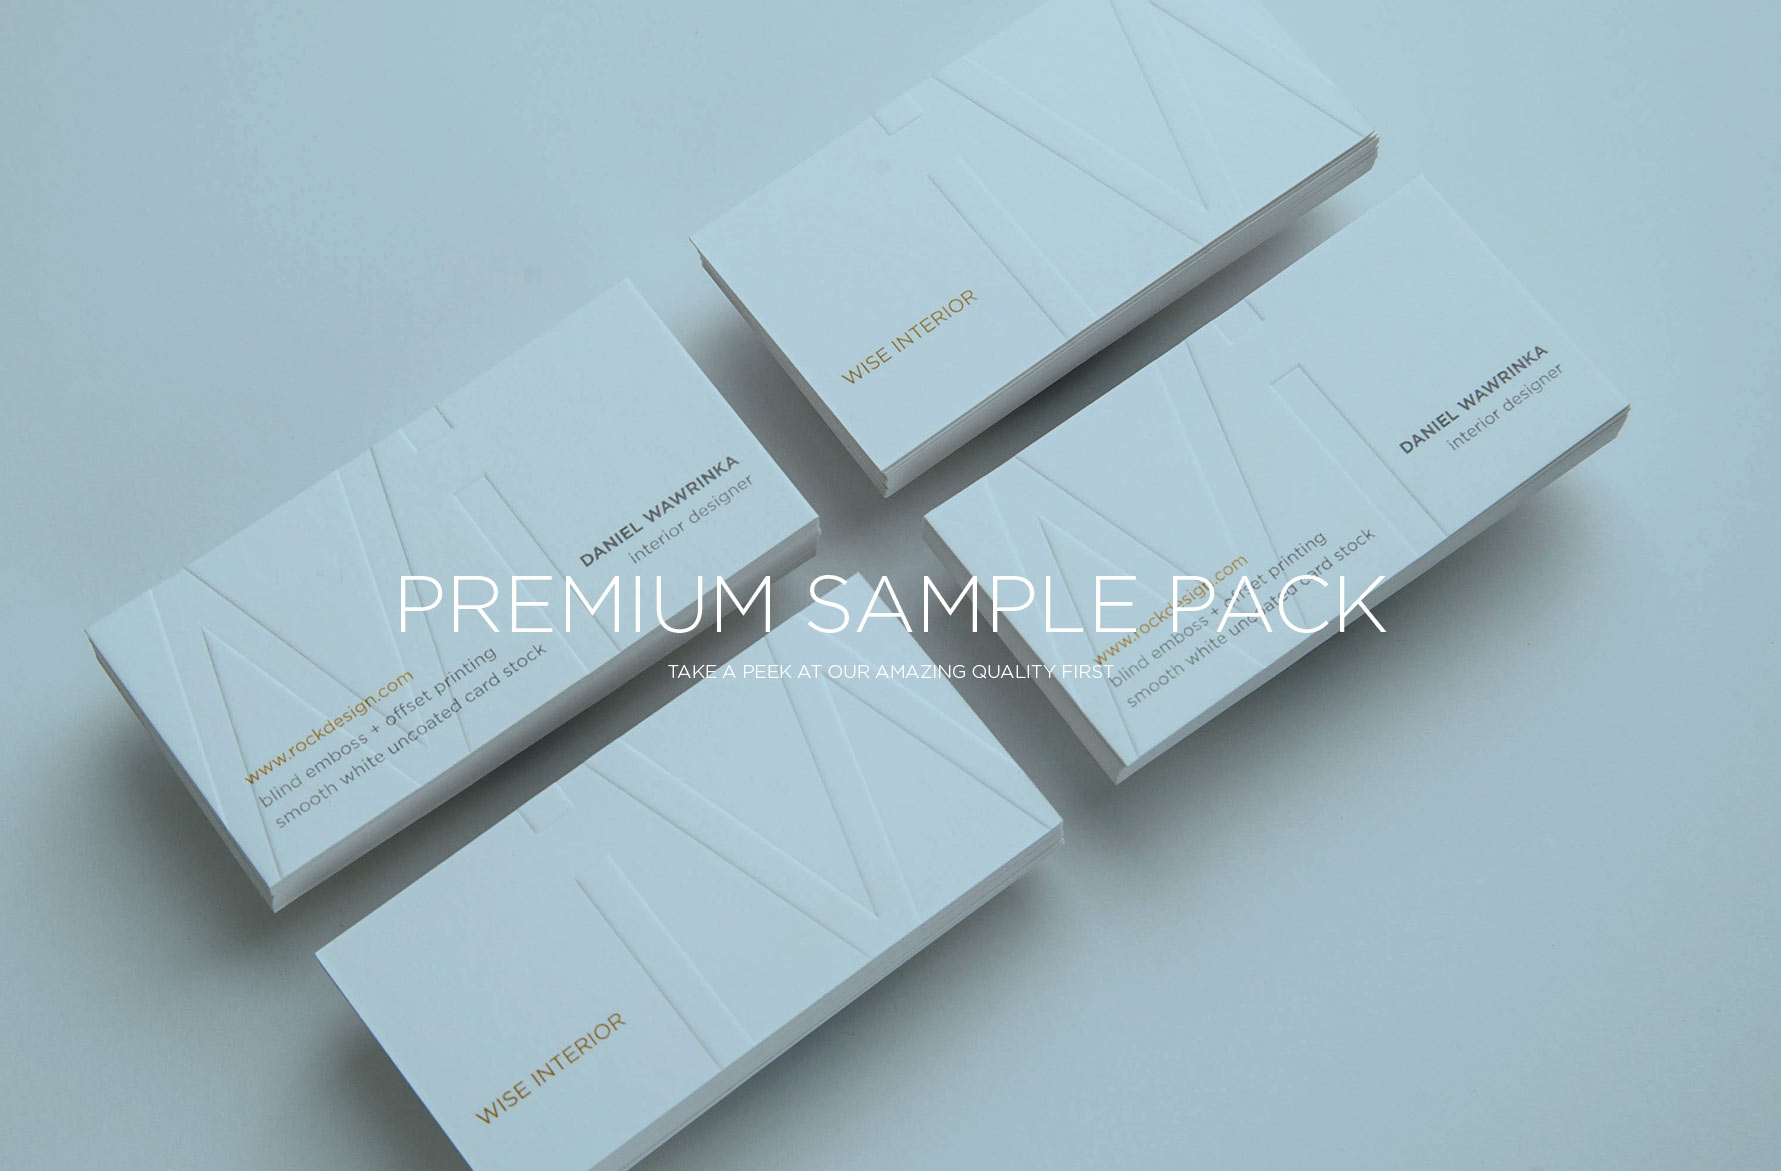 WISE INTERIOR
DANIEL WAWRINKA
interior designer
www.rockdesign.com
blind emboss + offset printing
smooth white uncoated card stock
DANIEL WAWRINKA
interior designer
www.rockdesign.com
blind emboss + offset printing
smooth white uncoated card stock
PREMIUM SAMPLE PACK
TAKE A PEEK AT OUR AMAZING QUALITY FIRST
WISE INTERIOR